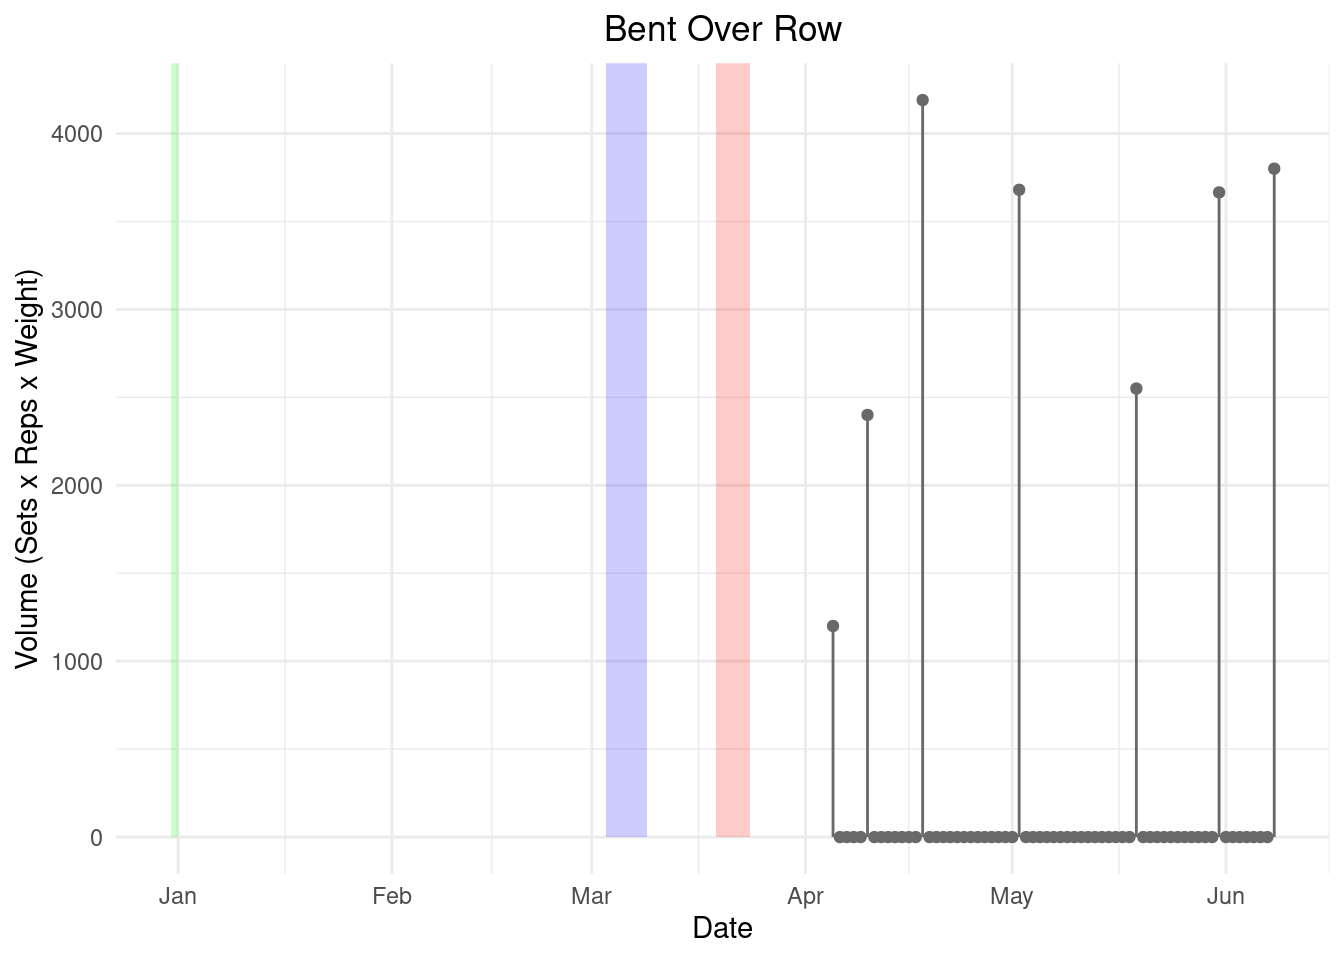 Bent Over Row
Volume (Sets x Reps x Weight)
4000
3000
2000
1000
0
Jan Feb Mar Apr May Jun
Date